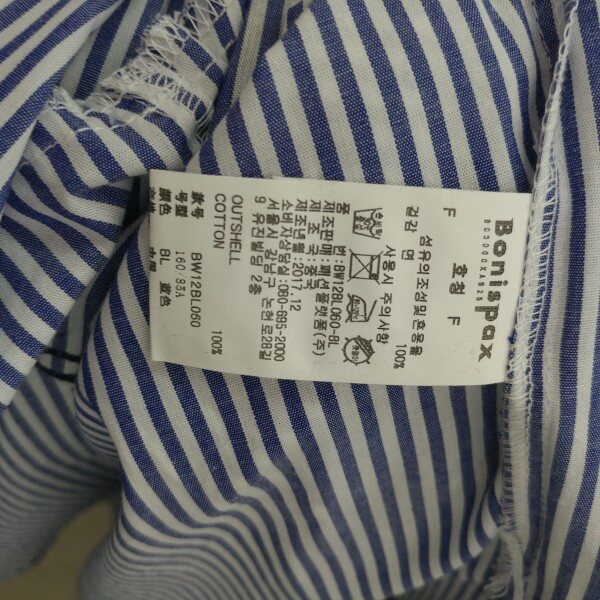 Bonispax
F 호칭 F
섬유의조성및혼용율
겉감 면 100%
사용시 주의사항
품 번:BW12BL060-BL
제조판매:패션플랫폼(주)
제 조 국:중국
제조년월:2017.12
소비자상담실:080-695-2000
서울시 강남구 논현로28길
9 유진빌딩 2층
OUTSHELL
COTTON 100%
款号 BW12BL060
号型 160/83A
颜色 BL 蓝色